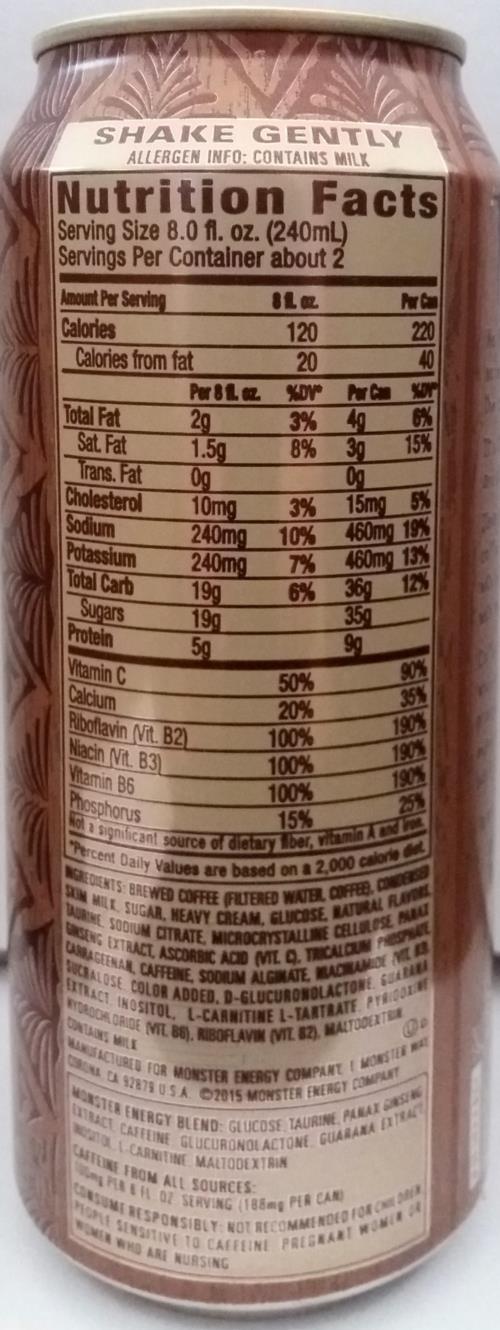 SHAKE GENTLY
ALLERGEN INFO: CONTAINS MILK
Nutrition Facts
Serving Size 8.0 fl. oz. (240mL)
Servings Per Container about 2
Amount Per Serving 8 fl. oz. Per Can
Calories 120 220
Calories from fat 20 40
Per 8 fl. oz. %DV* Per Can %DV*
Total Fat 2g 3% 4g 6%
Sat. Fat 1.5g 8% 3g 15%
Trans. Fat 0g 0g
Cholesterol 10mg 3% 15mg 5%
Sodium 240mg 10% 460mg 19%
Potassium 240mg 7% 460mg 13%
Total Carb 19g 6% 36g 12%
Sugars 19g 35g
Protein 5g 9g
Vitamin C 50% 90%
Calcium 20% 35%
Riboflavin (Vit. B2) 100% 190%
Niacin (Vit. B3) 100% 190%
Vitamin B6 100% 190%
Phosphorus 15% 25%
Not a significant source of dietary fiber, vitamin A and iron.
*Percent Daily Values are based on a 2,000 calorie diet.
INGREDIENTS: BREWED COFFEE (FILTERED WATER, COFFEE), CONDENSED
SKIM MILK, SUGAR, HEAVY CREAM, GLUCOSE, NATURAL FLAVORS,
TAURINE, SODIUM CITRATE, MICROCRYSTALLINE CELLULOSE, PANAX
GINSENG EXTRACT, ASCORBIC ACID (VIT. C), TRICALCIUM PHOSPHATE,
CARRAGEENAN, CAFFEINE, SODIUM ALGINATE, NIACINAMIDE (VIT. B3),
SUCRALOSE, COLOR ADDED, D-GLUCURONOLACTONE, GUARANA
EXTRACT, INOSITOL, L-CARNITINE L-TARTRATE, PYRIDOXINE
HYDROCHLORIDE (VIT. B6), RIBOFLAVIN (VIT. B2), MALTODEXTRIN
CONTAINS MILK
MANUFACTURED FOR MONSTER ENERGY COMPANY, 1 MONSTER WAY,
CORONA, CA 92879 U.S.A. ©2015 MONSTER ENERGY COMPANY
MONSTER ENERGY BLEND: GLUCOSE, TAURINE, PANAX GINSENG
EXTRACT, CAFFEINE, GLUCURONOLACTONE, GUARANA EXTRACT,
INOSITOL, L-CARNITINE, MALTODEXTRIN
CAFFEINE FROM ALL SOURCES:
PER 8 FL. OZ. SERVING (188mg PER CAN)
CONSUME RESPONSIBLY: NOT RECOMMENDED FOR CHILDREN,
PEOPLE SENSITIVE TO CAFFEINE, PREGNANT WOMEN OR
WOMEN WHO ARE NURSING